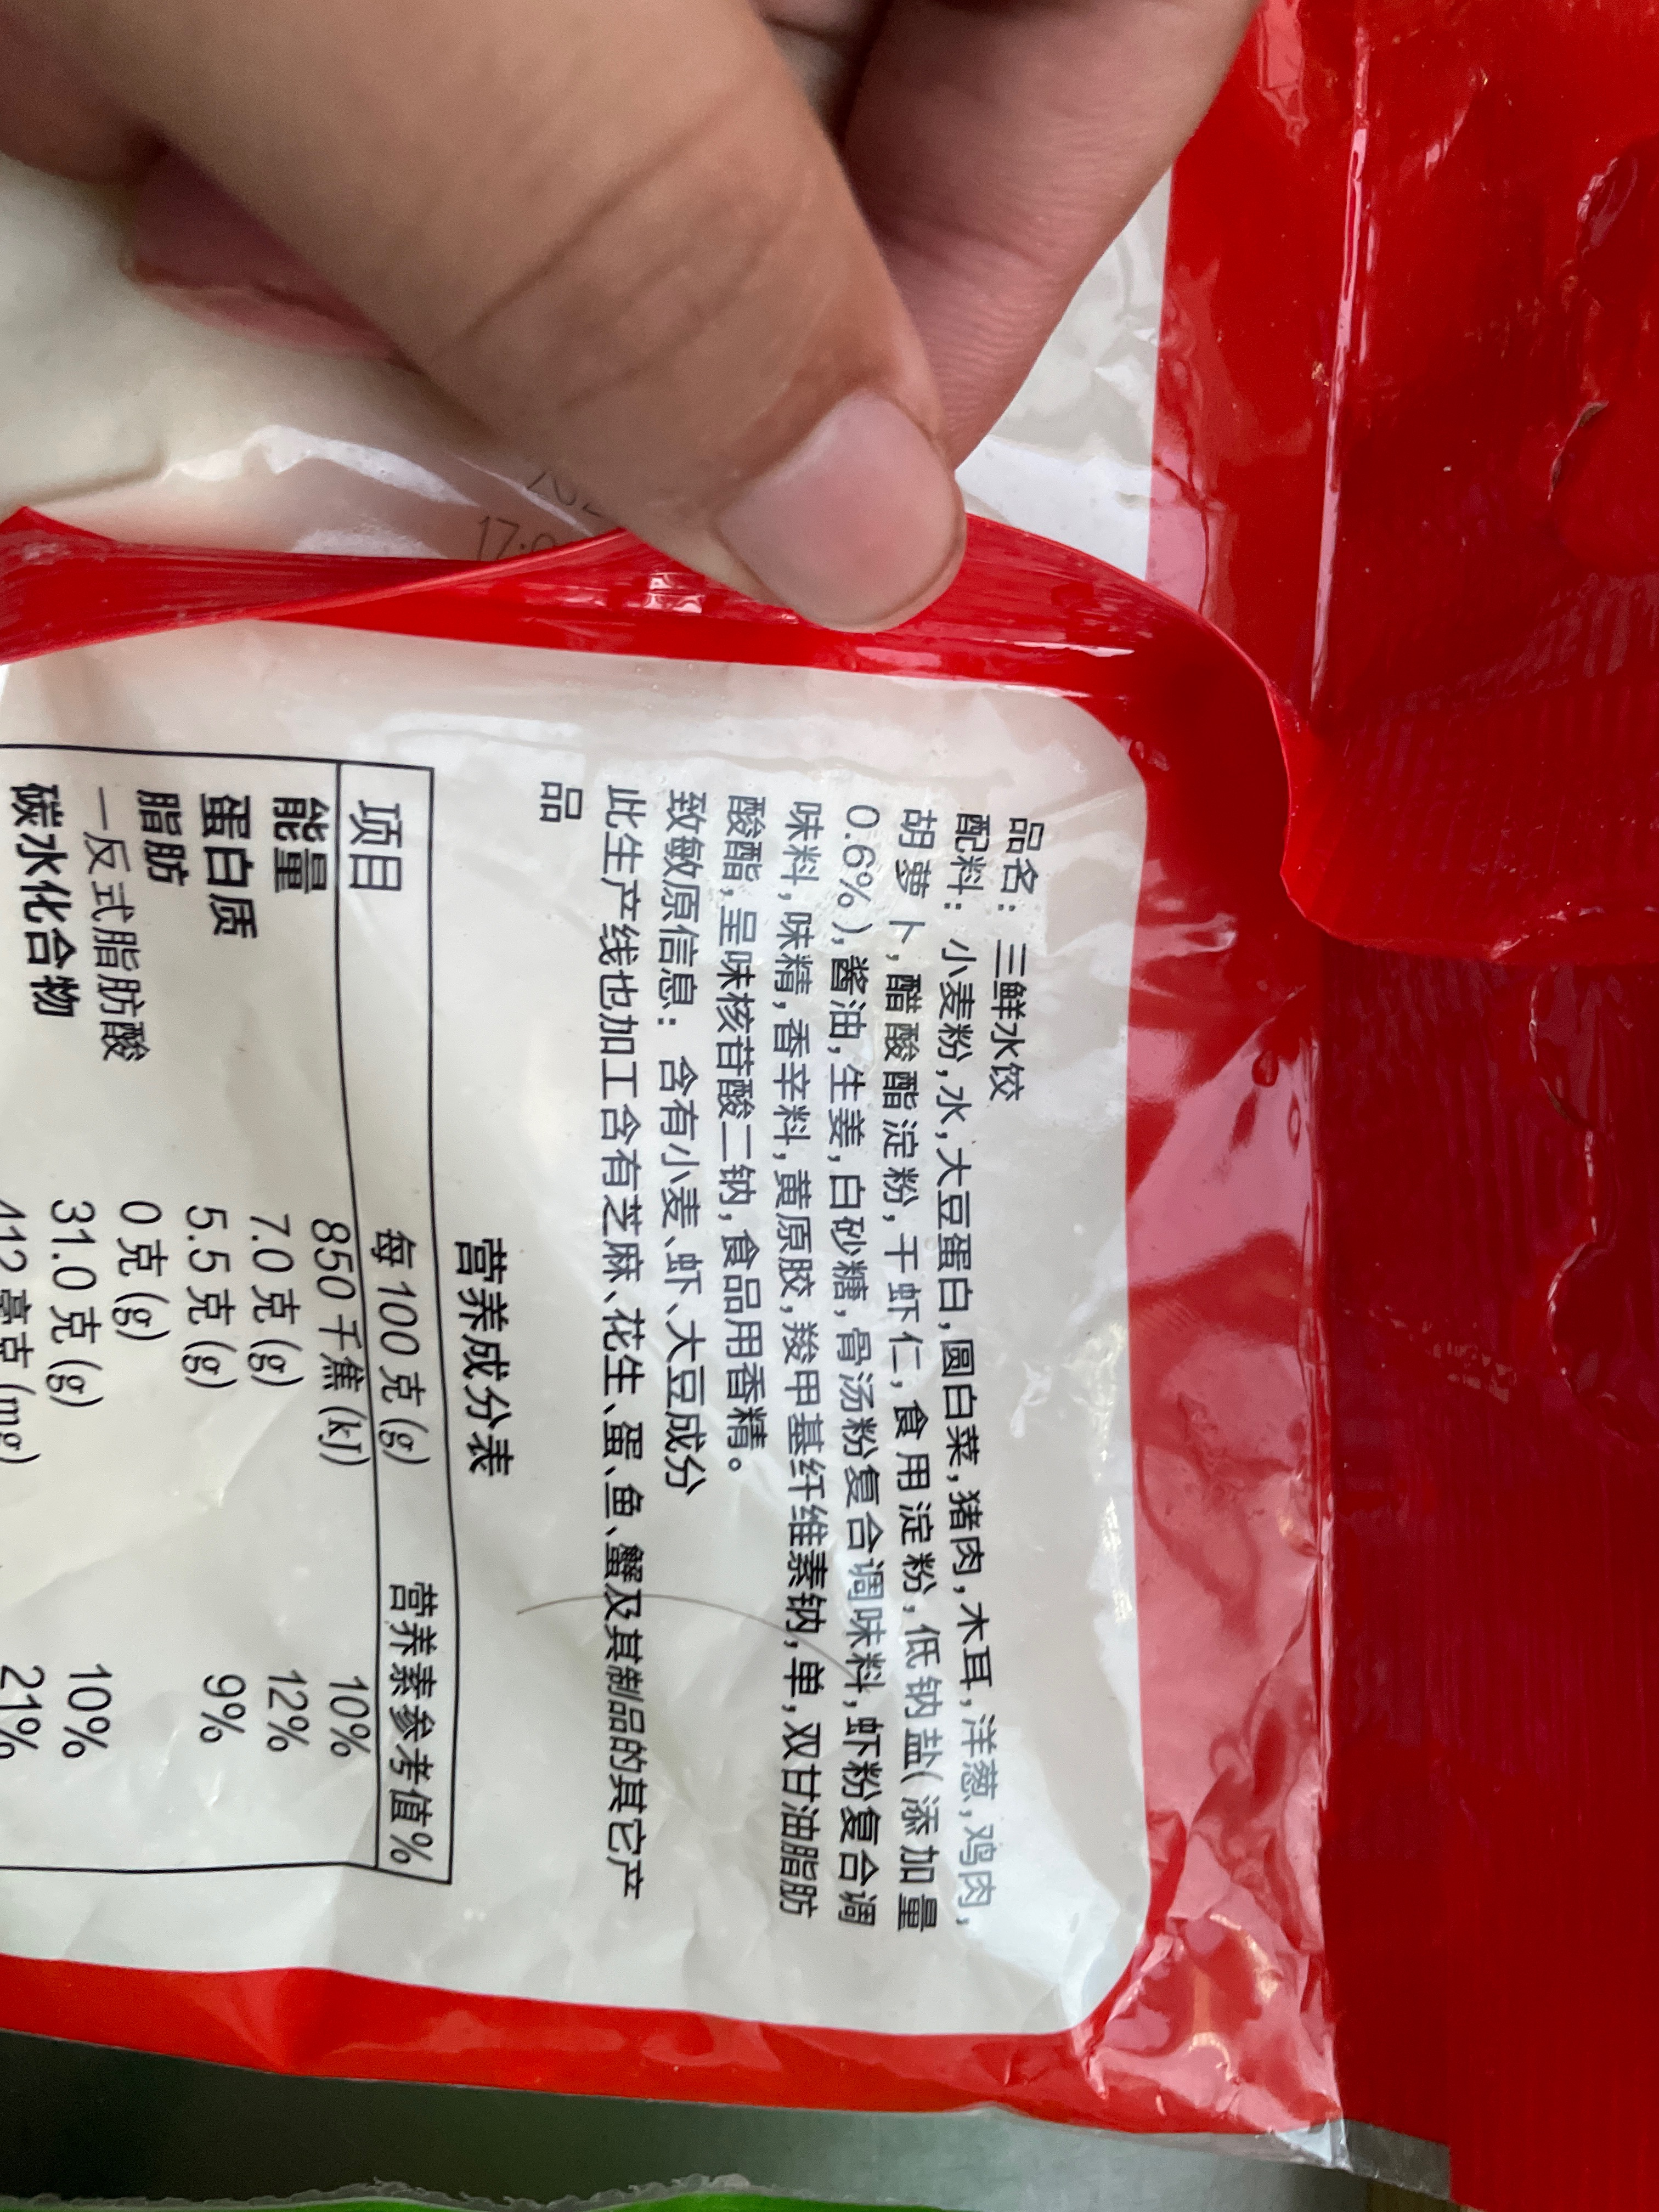 品名：三鲜水饺
配料：小麦粉,水,大豆蛋白,圆白菜,猪肉,木耳,洋葱,鸡肉,
胡萝卜,醋酸酯淀粉,干虾仁,食用淀粉,低钠盐(添加量
0.6%),酱油,生姜,白砂糖,骨汤粉复合调味料,虾粉复合调
味料,味精,香辛料,黄原胶,羧甲基纤维素钠,单,双甘油脂肪
酸酯,呈味核苷酸二钠,食品用香精。
致敏原信息：含有小麦、虾、大豆成分
此生产线也加工含有芝麻、花生、蛋、鱼、蟹及其制品的其它产
品
营养成分表
项目 每100克(g) 营养素参考值%
能量 850千焦(kJ) 10%
蛋白质 7.0克(g) 12%
脂肪 5.5克(g) 9%
一反式脂肪酸 0克(g)
碳水化合物 31.0克(g) 10%
412毫克(mg) 21%
17:0